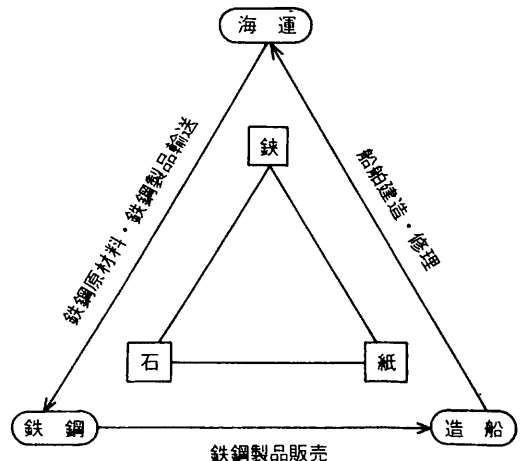 海運
鋏
鉄鋼原材料・鉄鋼製品輸送
船舶建造・修理
石
紙
鉄鋼
造船
鉄鋼製品販売